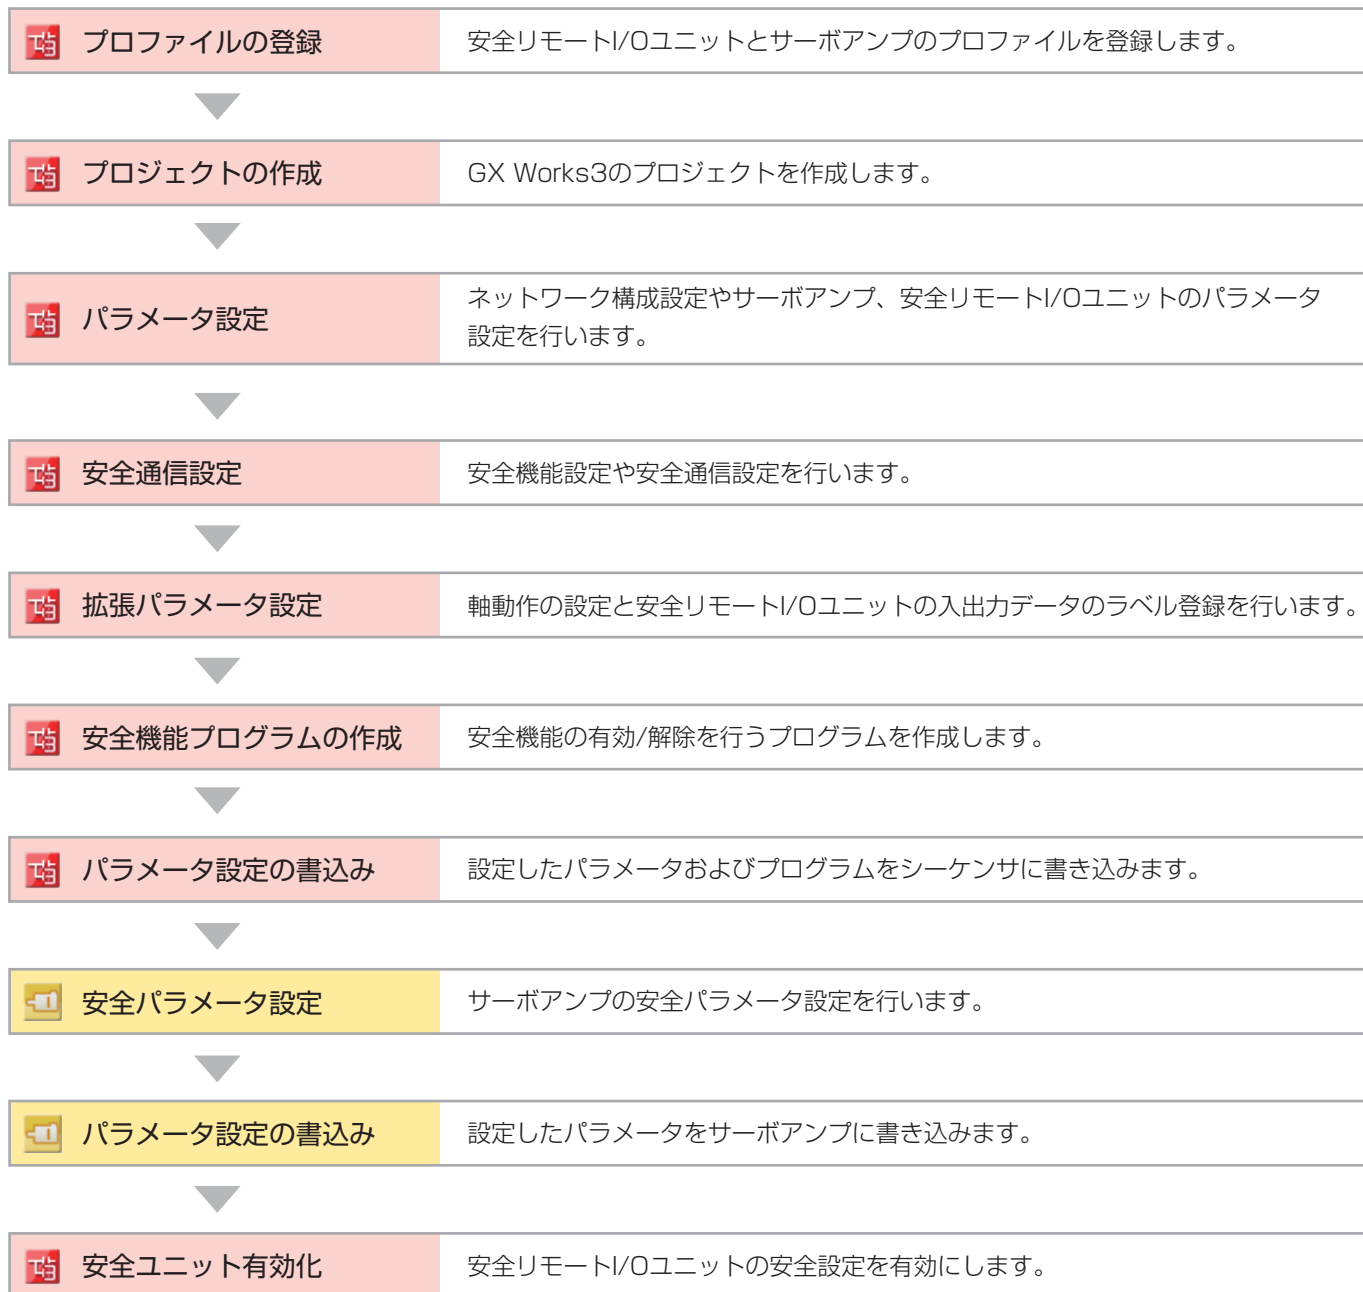 プロファイルの登録
安全リモートI/Oユニットとサーボアンプのプロファイルを登録します。
プロジェクトの作成
GX Works3のプロジェクトを作成します。
パラメータ設定
ネットワーク構成設定やサーボアンプ、安全リモートI/Oユニットのパラメータ
設定を行います。
安全通信設定
安全機能設定や安全通信設定を行います。
拡張パラメータ設定
軸動作の設定と安全リモートI/Oユニットの入出力データのラベル登録を行います。
安全機能プログラムの作成
安全機能の有効/解除を行うプログラムを作成します。
パラメータ設定の書込み
設定したパラメータおよびプログラムをシーケンサに書き込みます。
安全パラメータ設定
サーボアンプの安全パラメータ設定を行います。
パラメータ設定の書込み
設定したパラメータをサーボアンプに書き込みます。
安全ユニット有効化
安全リモートI/Oユニットの安全設定を有効にします。